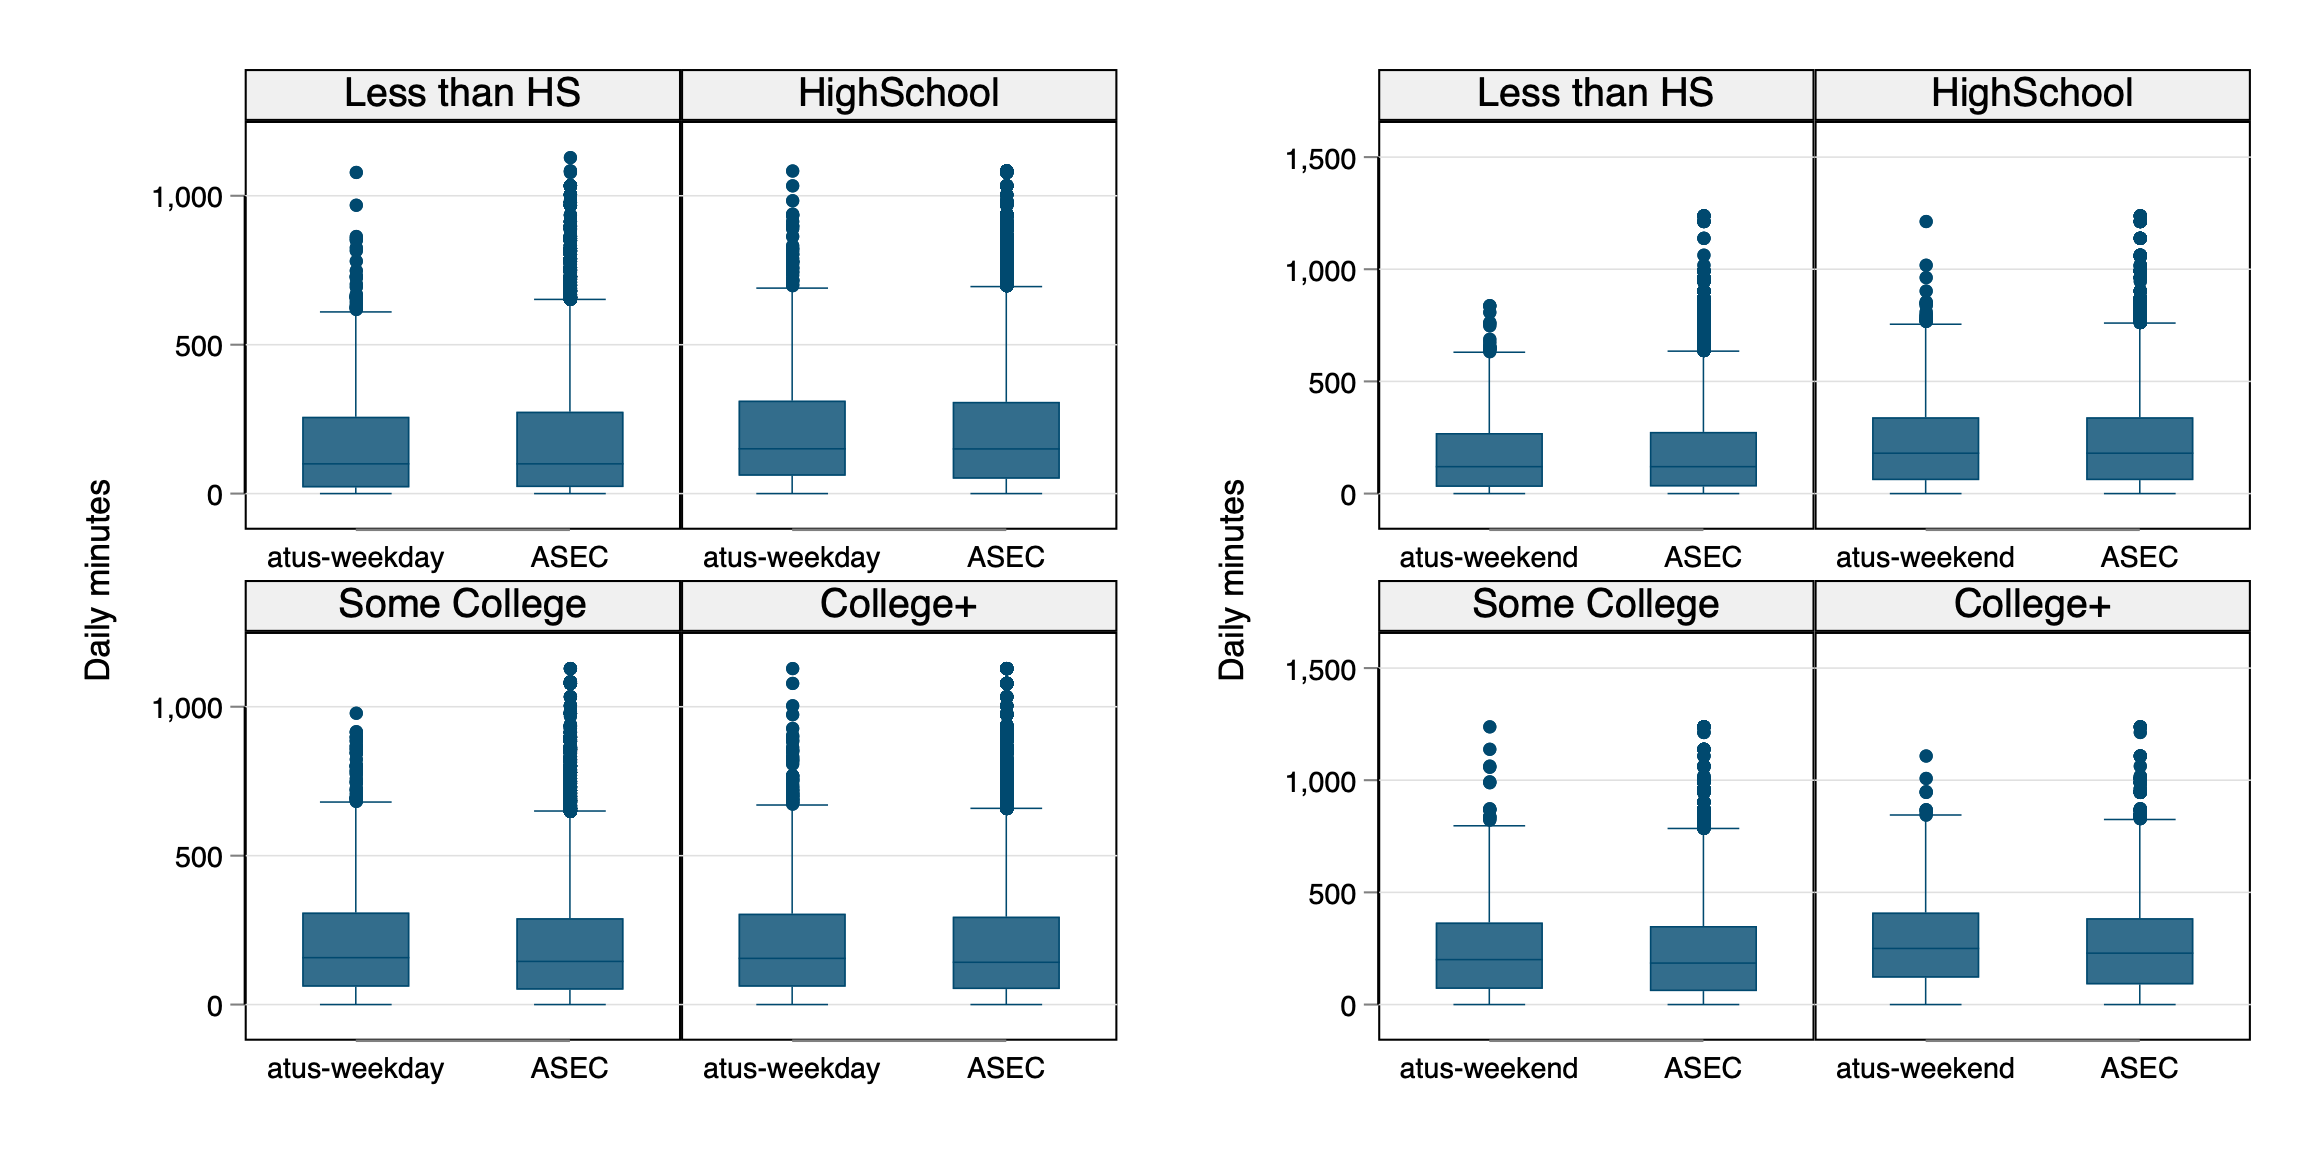 Less than HS HighSchool
1,000
500
0
atus-weekday ASEC atus-weekday ASEC
Some College College+
1,000
500
0
atus-weekday ASEC atus-weekday ASEC
Daily minutes
Less than HS HighSchool
1,500
1,000
500
0
atus-weekend ASEC atus-weekend ASEC
Some College College+
1,500
1,000
500
0
atus-weekend ASEC atus-weekend ASEC
Daily minutes